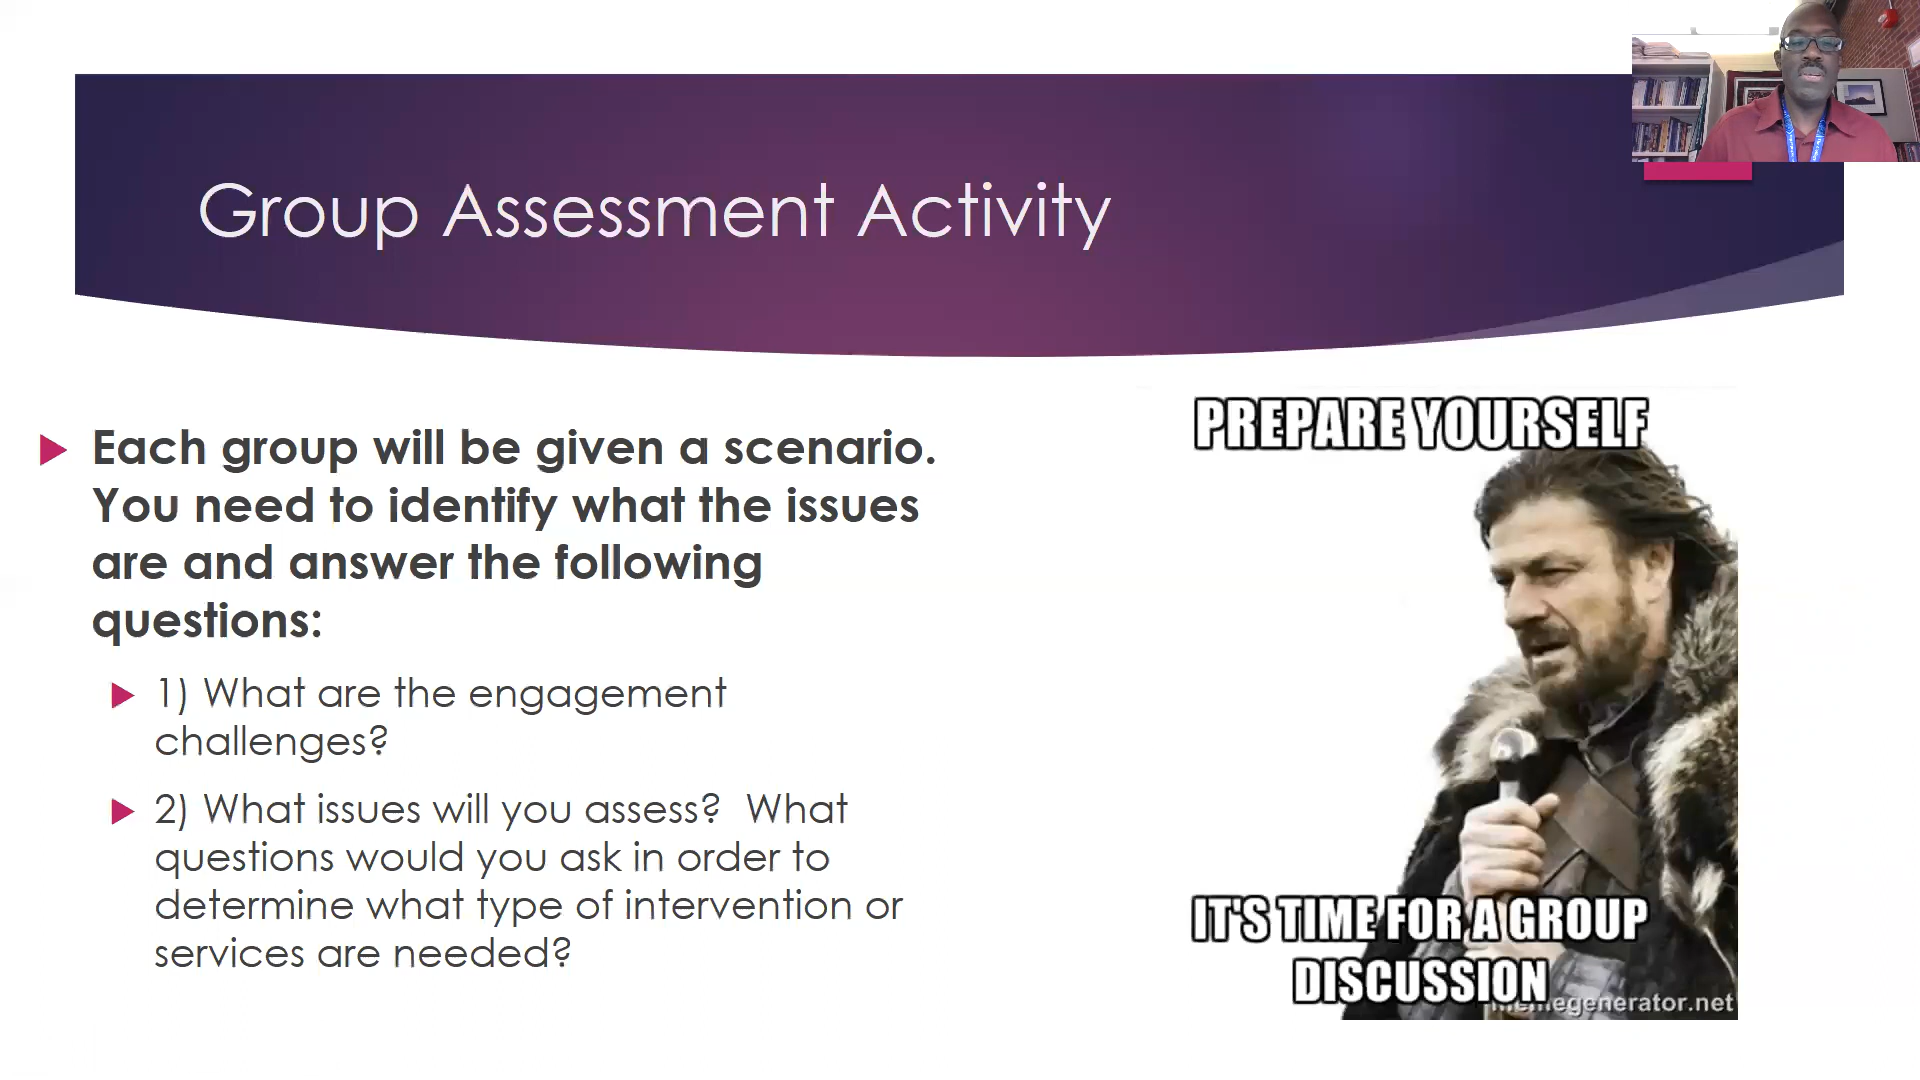 Group Assessment Activity
Each group will be given a scenario.
You need to identify what the issues
are and answer the following
questions:
1) What are the engagement
challenges?
2) What issues will you assess? What
questions would you ask in order to
determine what type of intervention or
services are needed?
PREPARE YOURSELF
IT'S TIME FOR A GROUP
DISCUSSION
memegenerator.net